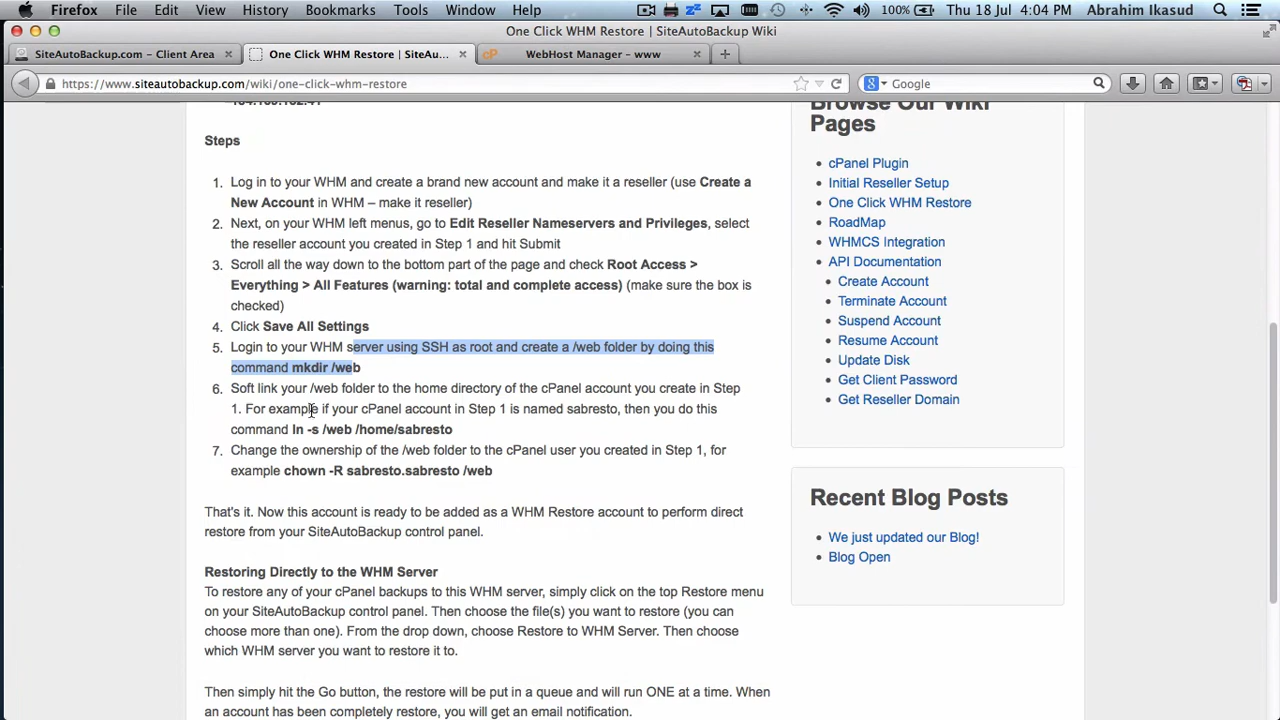 Firefox File Edit View History Bookmarks Tools Window Help 100% Thu 18 Jul 4:04 PM Abrahim Ikasud
One Click WHM Restore | SiteAutoBackup Wiki
SiteAutoBackup.com – Client Area
One Click WHM Restore | SiteAu...
WebHost Manager - www
https://www.siteautobackup.com/wiki/one-click-whm-restore
Google
Steps
1. Log in to your WHM and create a brand new account and make it a reseller (use Create a
New Account in WHM – make it reseller)
2. Next, on your WHM left menus, go to Edit Reseller Nameservers and Privileges, select
the reseller account you created in Step 1 and hit Submit
3. Scroll all the way down to the bottom part of the page and check Root Access >
Everything > All Features (warning: total and complete access) (make sure the box is
checked)
4. Click Save All Settings
5. Login to your WHM server using SSH as root and create a /web folder by doing this
command mkdir /web
6. Soft link your /web folder to the home directory of the cPanel account you create in Step
1. For example if your cPanel account in Step 1 is named sabresto, then you do this
command ln -s /web /home/sabresto
7. Change the ownership of the /web folder to the cPanel user you created in Step 1, for
example chown -R sabresto.sabresto /web
That's it. Now this account is ready to be added as a WHM Restore account to perform direct
restore from your SiteAutoBackup control panel.
Restoring Directly to the WHM Server
To restore any of your cPanel backups to this WHM server, simply click on the top Restore menu
on your SiteAutoBackup control panel. Then choose the file(s) you want to restore (you can
choose more than one). From the drop down, choose Restore to WHM Server. Then choose
which WHM server you want to restore it to.
Then simply hit the Go button, the restore will be put in a queue and will run ONE at a time. When
an account has been completely restore, you will get an email notification.
Browse Our Wiki
Pages
cPanel Plugin
Initial Reseller Setup
One Click WHM Restore
RoadMap
WHMCS Integration
API Documentation
Create Account
Terminate Account
Suspend Account
Resume Account
Update Disk
Get Client Password
Get Reseller Domain
Recent Blog Posts
We just updated our Blog!
Blog Open